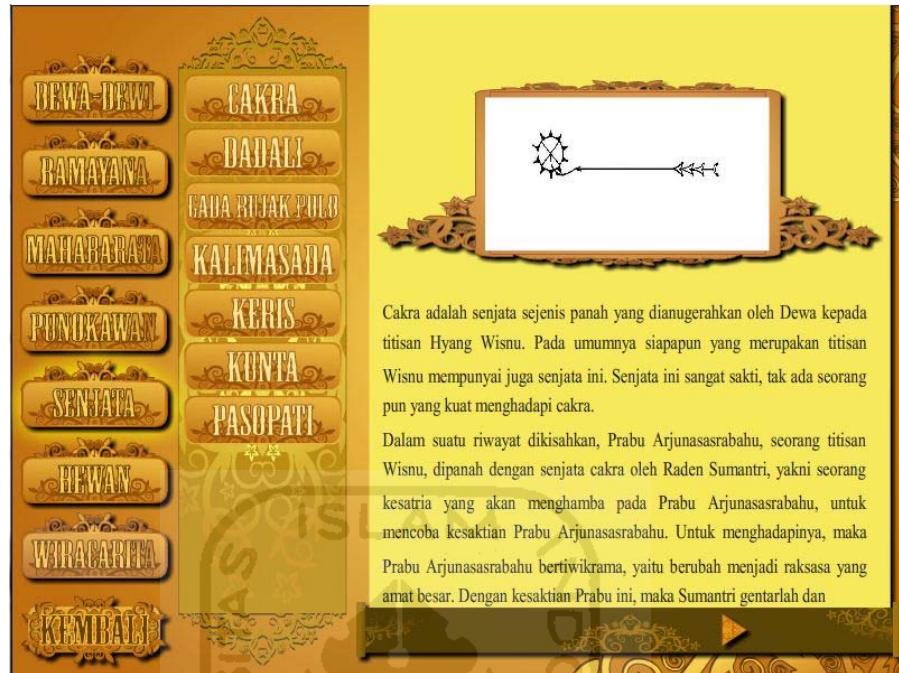 DEWA-DEWI
RAMAYANA
MAHABARATA
PUNOKAWAN
SENJATA
HEWAN
WIRACARITA
KEMBALI
CAKRA
DADALI
GADA RUJAK POLO
KALIMASADA
KERIS
KUNTA
PASOPATI
Cakra adalah senjata sejenis panah yang dianugerahkan oleh Dewa kepada
titisan Hyang Wisnu. Pada umumnya siapapun yang merupakan titisan
Wisnu mempunyai juga senjata ini. Senjata ini sangat sakti, tak ada seorang
pun yang kuat menghadapi cakra.
Dalam suatu riwayat dikisahkan, Prabu Arjunasasrabahu, seorang titisan
Wisnu, dipanah dengan senjata cakra oleh Raden Sumantri, yakni seorang
kesatria yang akan menghamba pada Prabu Arjunasasrabahu, untuk
mencoba kesaktian Prabu Arjunasasrabahu. Untuk menghadapinya, maka
Prabu Arjunasasrabahu bertiwikrama, yaitu berubah menjadi raksasa yang
amat besar. Dengan kesaktian Prabu ini, maka Sumantri gentarlah dan
ISLAM